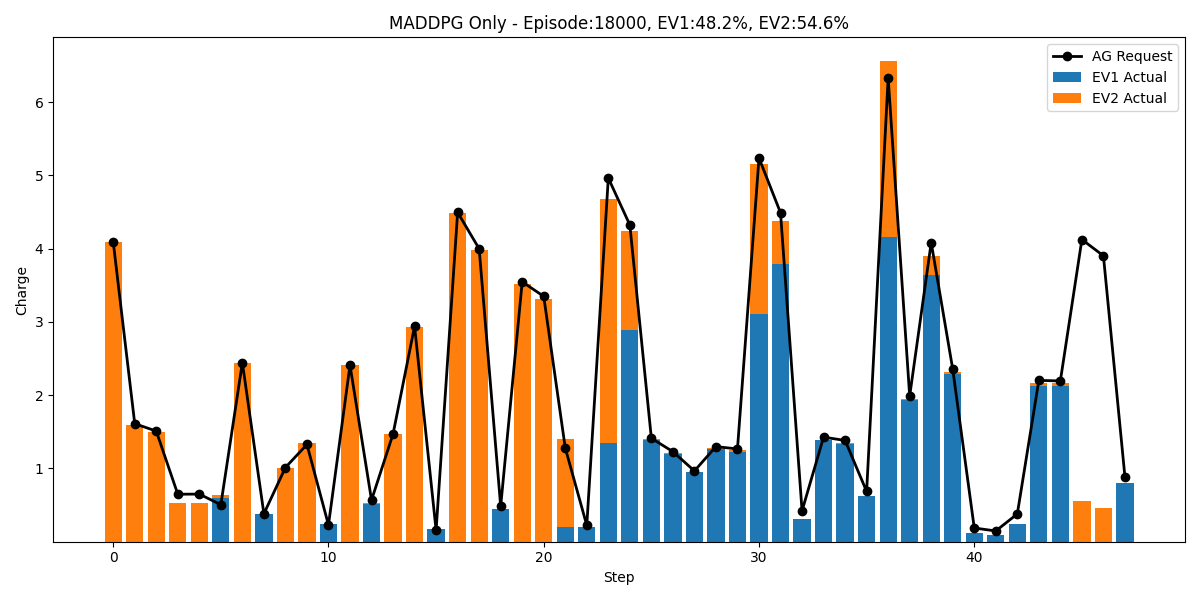 MADDPG Only - Episode:18000, EV1:48.2%, EV2:54.6%
AG Request
EV1 Actual
EV2 Actual
Charge
6
5
4
3
2
1
0 10 20 30 40
Step